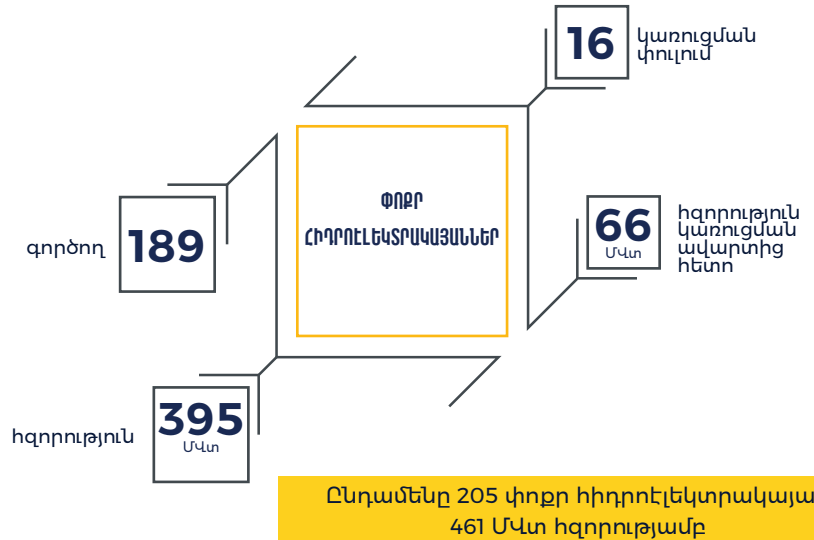 16
կառուցման
փուլում
ՓՈՔՐ
ՀԻԴՐՈԷԼԵԿՏՐԱԿԱՅԱՆՆԵՐ
գործող
189
66
ՄՎտ
հզորություն
կառուցման
ավարտից
հետո
հզորություն
395
ՄՎտ
Ընդամենը 205 փոքր հիդրոէլեկտրակայա
461 ՄՎտ հզորությամբ